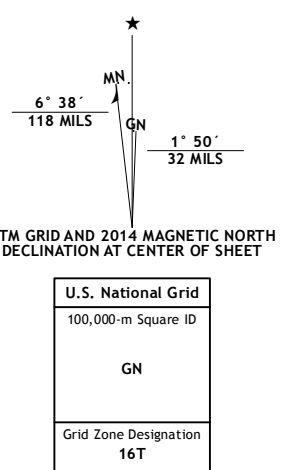 ★
MN
6° 38´
118 MILS
GN
1° 50´
32 MILS
TM GRID AND 2014 MAGNETIC NORTH
DECLINATION AT CENTER OF SHEET
U.S. National Grid
100,000-m Square ID
GN
Grid Zone Designation
16T